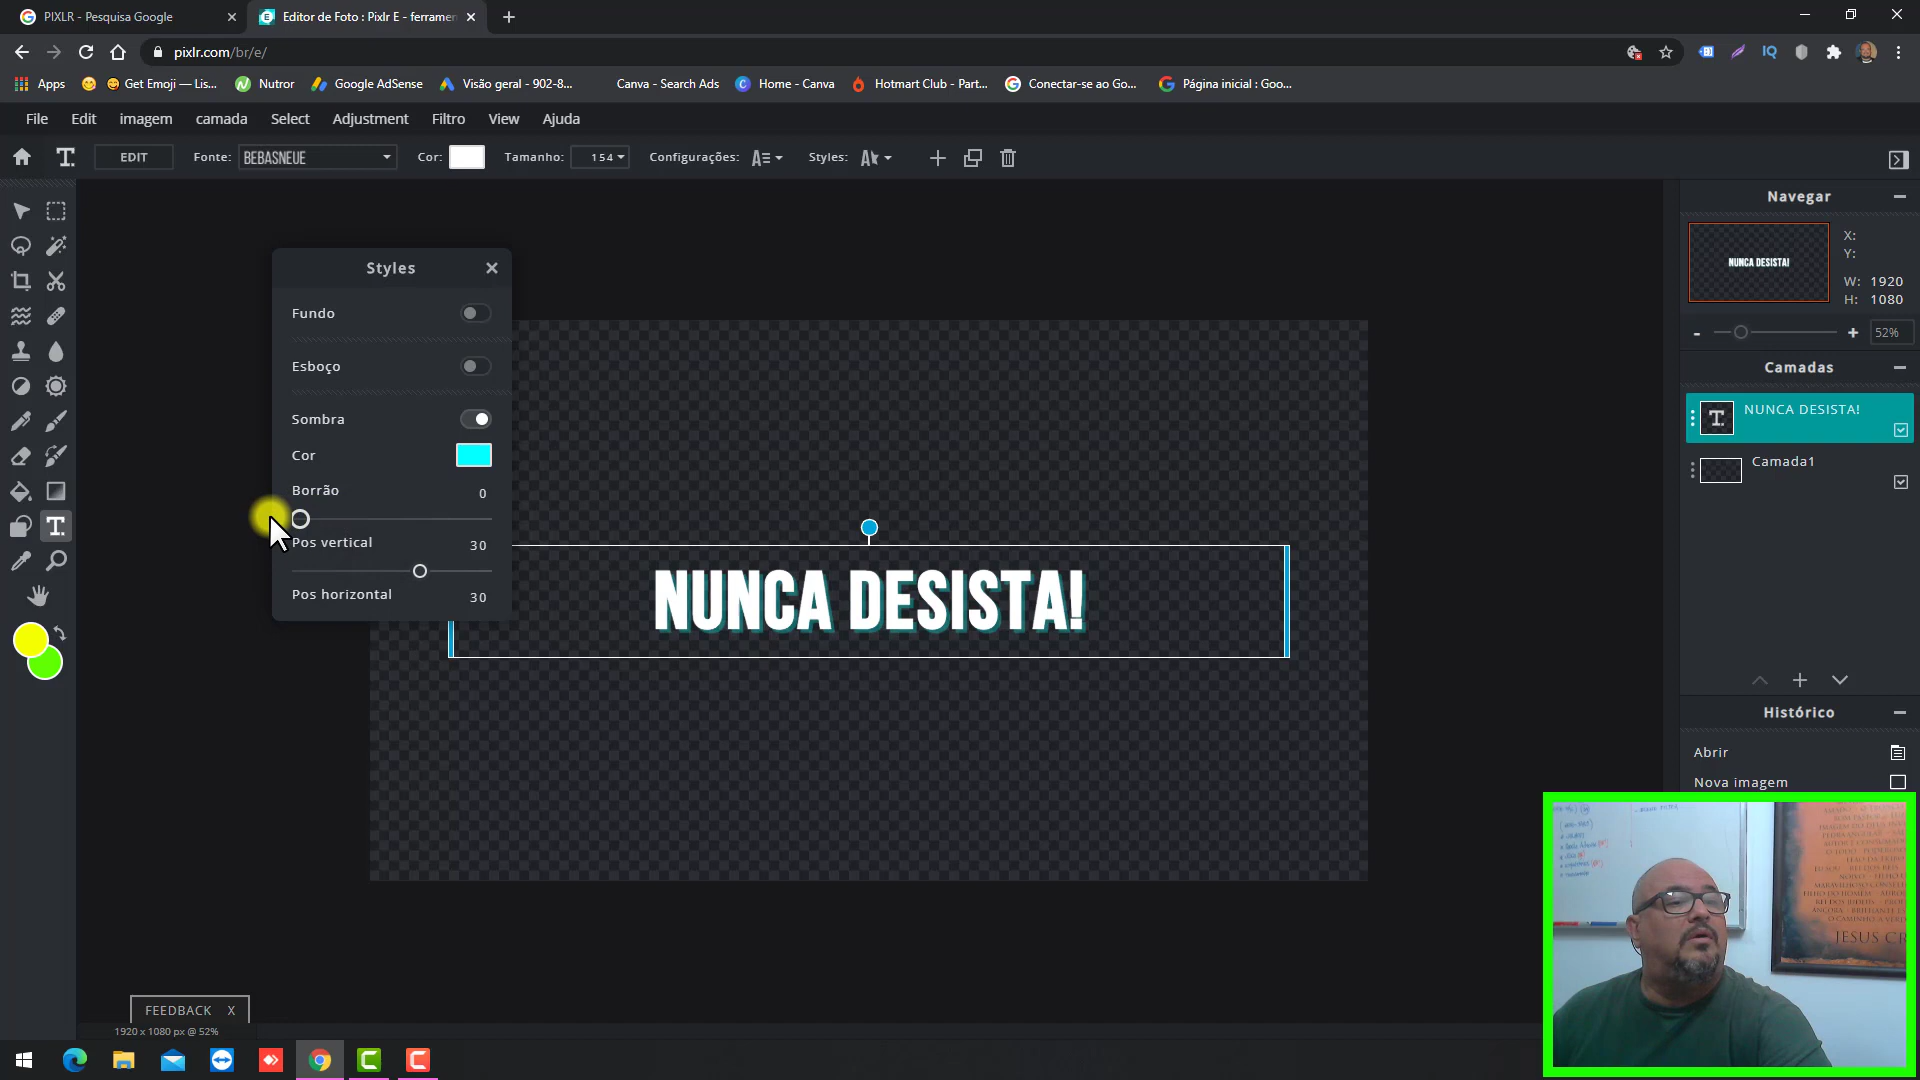 PIXLR - Pesquisa Google
Editor de Foto : Pixlr E - ferramen
pixlr.com/br/e/
Apps
Get Emoji — Lis...
Nutror
Google AdSense
Visão geral - 902-8...
Canva - Search Ads
Home - Canva
Hotmart Club - Part...
Conectar-se ao Go...
Página inicial : Goo...
File Edit imagem camada Select Adjustment Filtro View Ajuda
EDIT Fonte: BEBASNEUE Cor: Tamanho: 154 Configurações: Styles:
Styles
Fundo
Esboço
Sombra
Cor
Borrão 0
Pos vertical 30
Pos horizontal 30
NUNCA DESISTA!
Navegar
NUNCA DESISTA!
X:
Y:
W: 1920
H: 1080
52%
Camadas
NUNCA DESISTA!
Camada1
Histórico
Abrir
Nova imagem
JESUS CR
FEEDBACK X
1920 x 1080 px @ 52%